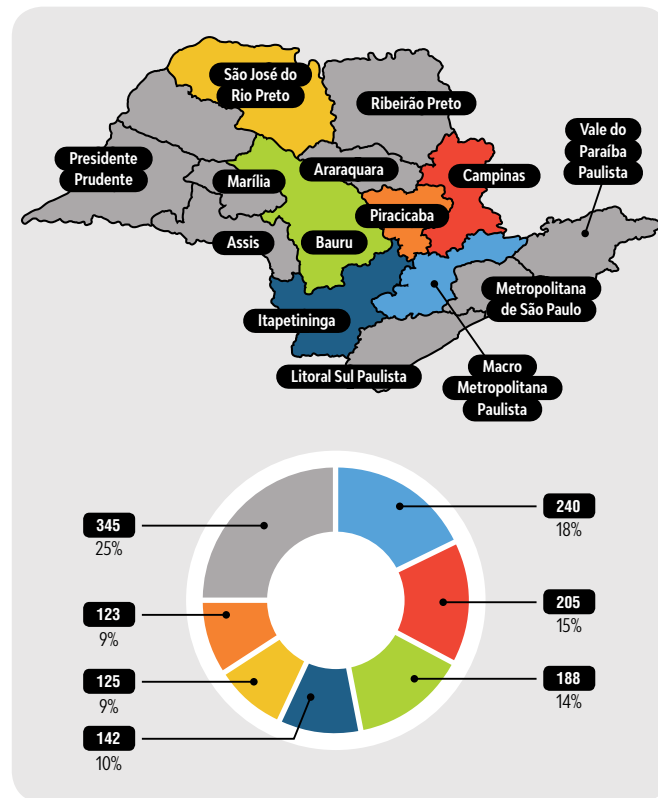 São José do
Rio Preto
Ribeirão Preto
Vale do
Paraíba
Paulista
Presidente
Prudente
Marília
Araraquara
Campinas
Piracicaba
Assis
Bauru
Metropolitana
de São Paulo
Itapetininga
Litoral Sul Paulista
Macro
Metropolitana
Paulista
345
25%
240
18%
123
9%
205
15%
125
9%
188
14%
142
10%